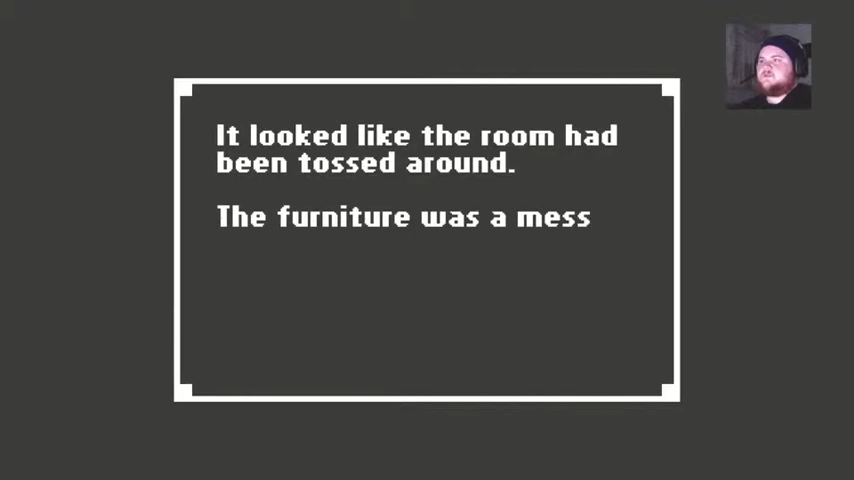 It looked like the room had
been tossed around.
The furniture was a mess